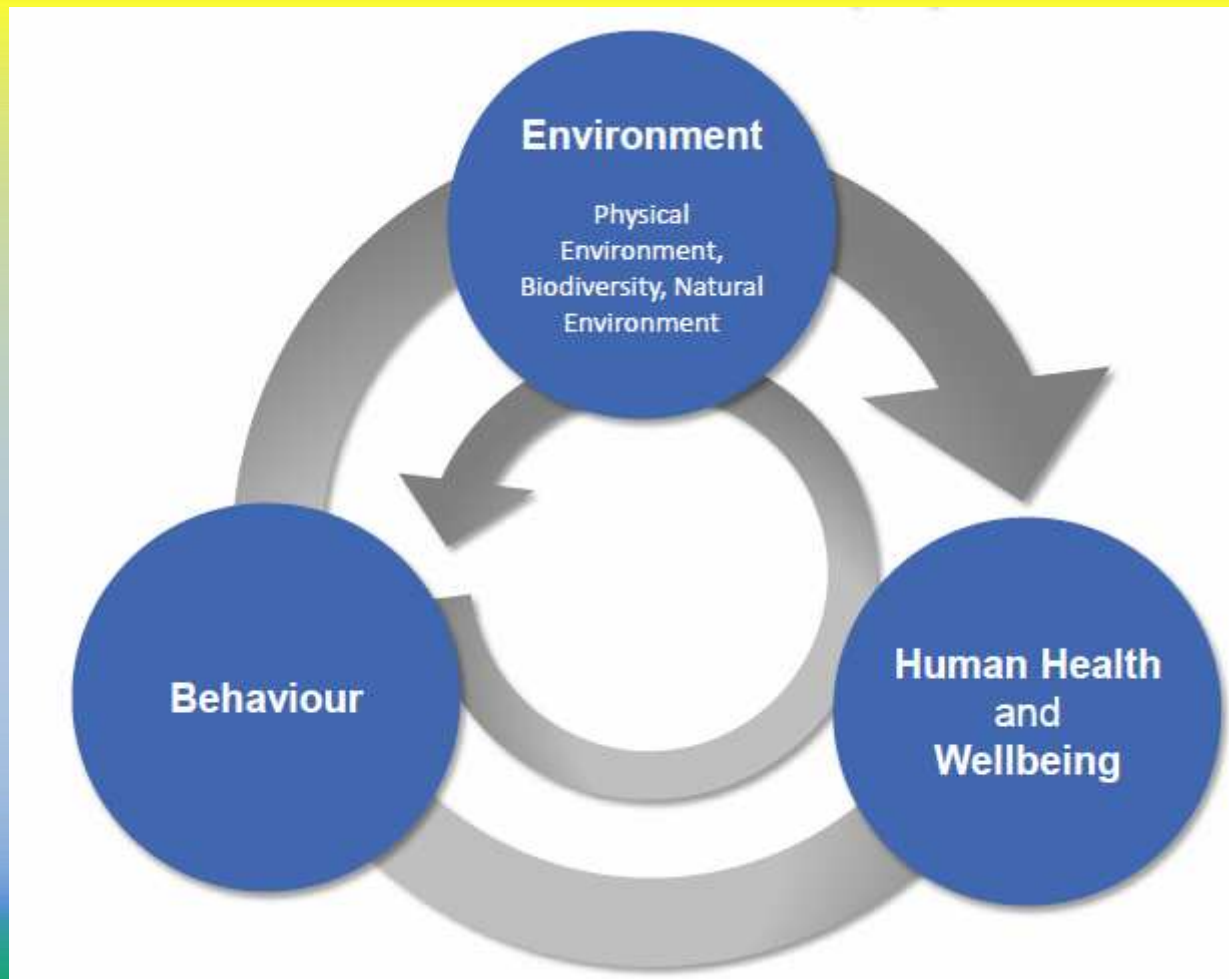 Environment
Physical
Environment,
Biodiversity, Natural
Environment
Behaviour
Human Health
and
Wellbeing